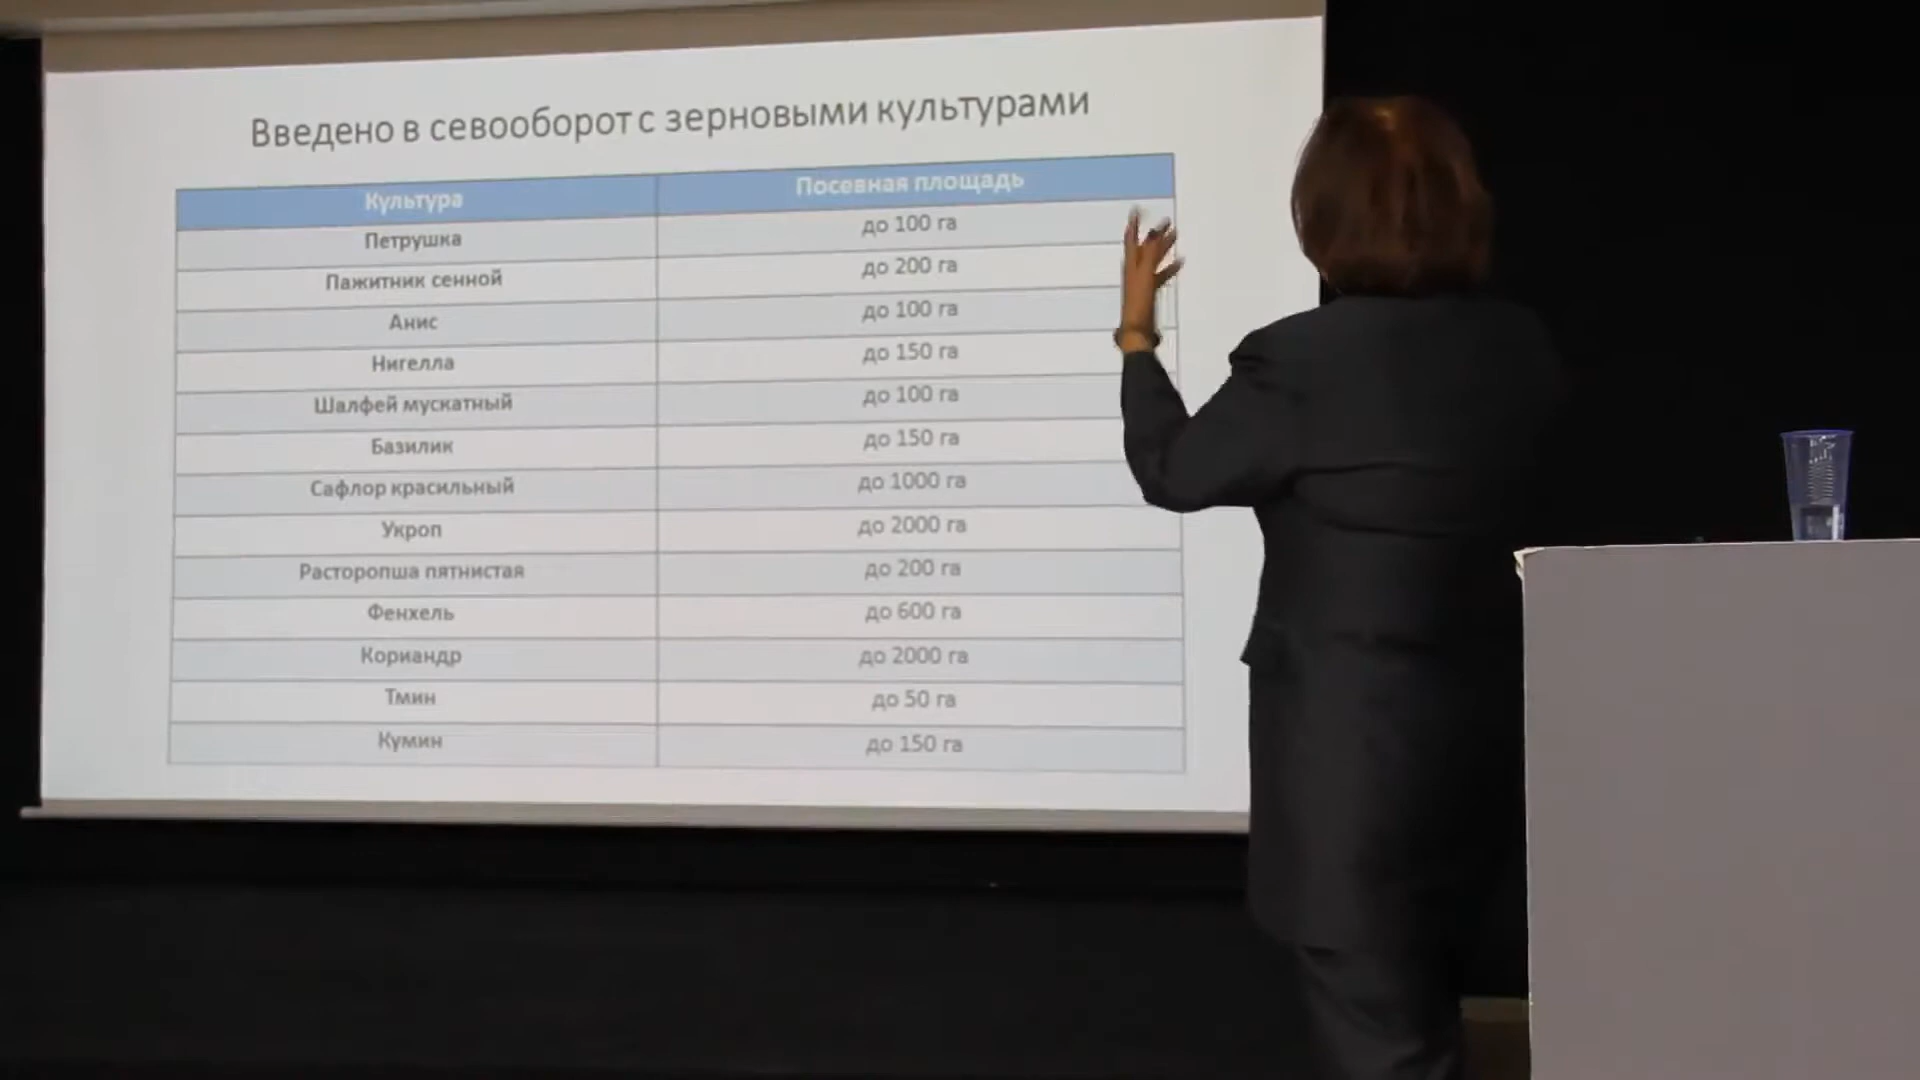 Введено в севооборот с зерновыми культурами
Культура Посевная площадь
Петрушка до 100 га
Пажитник сенной до 200 га
Анис до 100 га
Нигелла до 150 га
Шалфей мускатный до 100 га
Базилик до 150 га
Сафлор красильный до 1000 га
Укроп до 2000 га
Расторопша пятнистая до 200 га
Фенхель до 600 га
Кориандр до 2000 га
Тмин до 50 га
Кумин до 150 га